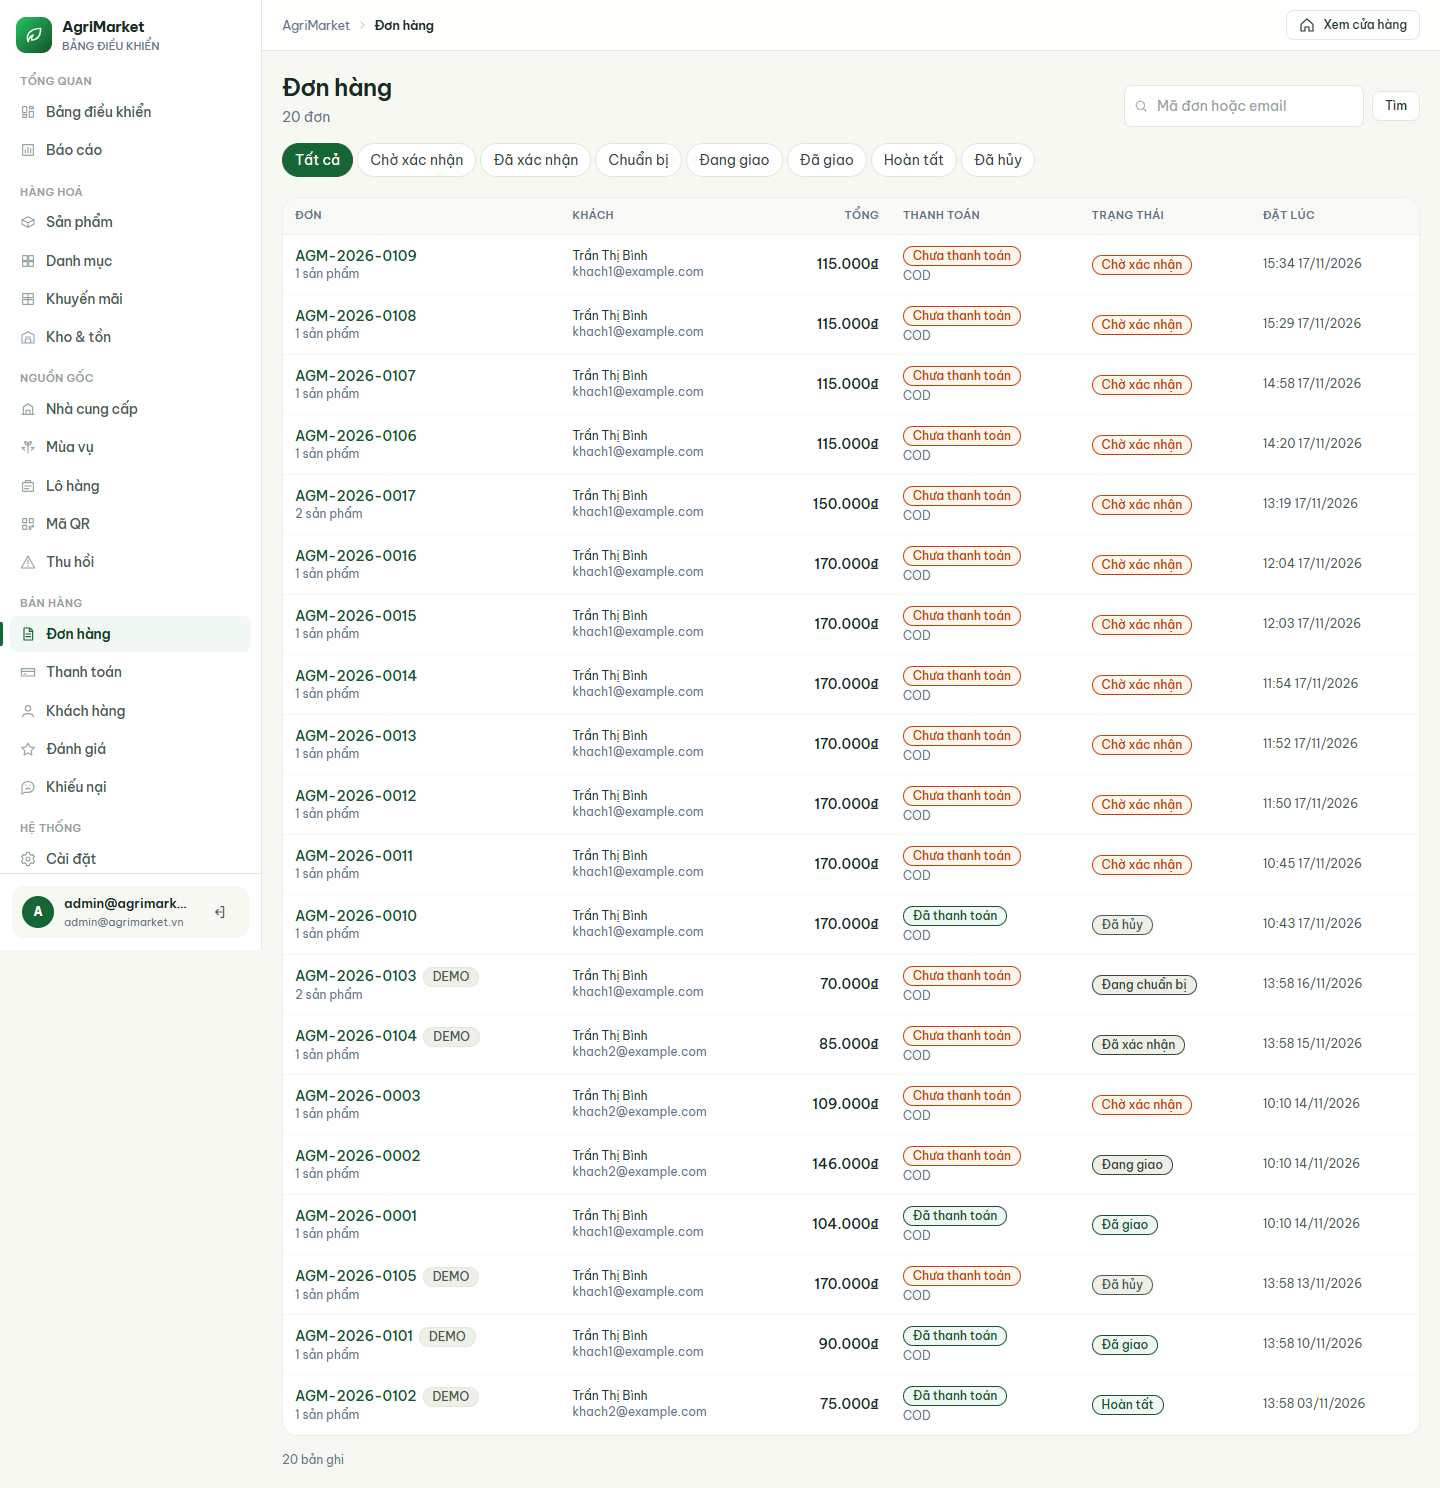 AgriMarket
BẢNG ĐIỀU KHIỂN
TỔNG QUAN
Bảng điều khiển
Báo cáo
HÀNG HOÁ
Sản phẩm
Danh mục
Khuyến mãi
Kho & tồn
NGUỒN GỐC
Nhà cung cấp
Mùa vụ
Lô hàng
Mã QR
Thu hồi
BÁN HÀNG
Đơn hàng
Thanh toán
Khách hàng
Đánh giá
Khiếu nại
HỆ THỐNG
Cài đặt
A
admin@agrimark...
admin@agrimarket.vn
AgriMarket > Đơn hàng
Xem cửa hàng
Đơn hàng
20 đơn
Mã đơn hoặc email
Tìm
Tất cả Chờ xác nhận Đã xác nhận Chuẩn bị Đang giao Đã giao Hoàn tất Đã hủy
ĐƠN KHÁCH TỔNG THANH TOÁN TRẠNG THÁI ĐẶT LÚC
AGM-2026-0109 Trần Thị Bình 115.000₫ Chưa thanh toán Chờ xác nhận 15:34 17/11/2026
1 sản phẩm khach1@example.com COD
AGM-2026-0108 Trần Thị Bình 115.000₫ Chưa thanh toán Chờ xác nhận 15:29 17/11/2026
1 sản phẩm khach1@example.com COD
AGM-2026-0107 Trần Thị Bình 115.000₫ Chưa thanh toán Chờ xác nhận 14:58 17/11/2026
1 sản phẩm khach1@example.com COD
AGM-2026-0106 Trần Thị Bình 115.000₫ Chưa thanh toán Chờ xác nhận 14:20 17/11/2026
1 sản phẩm khach1@example.com COD
AGM-2026-0017 Trần Thị Bình 150.000₫ Chưa thanh toán Chờ xác nhận 13:19 17/11/2026
2 sản phẩm khach1@example.com COD
AGM-2026-0016 Trần Thị Bình 170.000₫ Chưa thanh toán Chờ xác nhận 12:04 17/11/2026
1 sản phẩm khach1@example.com COD
AGM-2026-0015 Trần Thị Bình 170.000₫ Chưa thanh toán Chờ xác nhận 12:03 17/11/2026
1 sản phẩm khach1@example.com COD
AGM-2026-0014 Trần Thị Bình 170.000₫ Chưa thanh toán Chờ xác nhận 11:54 17/11/2026
1 sản phẩm khach1@example.com COD
AGM-2026-0013 Trần Thị Bình 170.000₫ Chưa thanh toán Chờ xác nhận 11:52 17/11/2026
1 sản phẩm khach1@example.com COD
AGM-2026-0012 Trần Thị Bình 170.000₫ Chưa thanh toán Chờ xác nhận 11:50 17/11/2026
1 sản phẩm khach1@example.com COD
AGM-2026-0011 Trần Thị Bình 170.000₫ Chưa thanh toán Chờ xác nhận 10:45 17/11/2026
1 sản phẩm khach1@example.com COD
AGM-2026-0010 Trần Thị Bình 170.000₫ Đã thanh toán Đã hủy 10:43 17/11/2026
1 sản phẩm khach1@example.com COD
AGM-2026-0103 DEMO Trần Thị Bình 70.000₫ Chưa thanh toán Đang chuẩn bị 13:58 16/11/2026
2 sản phẩm khach1@example.com COD
AGM-2026-0104 DEMO Trần Thị Bình 85.000₫ Chưa thanh toán Đã xác nhận 13:58 15/11/2026
1 sản phẩm khach2@example.com COD
AGM-2026-0003 Trần Thị Bình 109.000₫ Chưa thanh toán Chờ xác nhận 10:10 14/11/2026
1 sản phẩm khach2@example.com COD
AGM-2026-0002 Trần Thị Bình 146.000₫ Chưa thanh toán Đang giao 10:10 14/11/2026
1 sản phẩm khach2@example.com COD
AGM-2026-0001 Trần Thị Bình 104.000₫ Đã thanh toán Đã giao 10:10 14/11/2026
1 sản phẩm khach1@example.com COD
AGM-2026-0105 DEMO Trần Thị Bình 170.000₫ Chưa thanh toán Đã hủy 13:58 13/11/2026
1 sản phẩm khach1@example.com COD
AGM-2026-0101 DEMO Trần Thị Bình 90.000₫ Đã thanh toán Đã giao 13:58 10/11/2026
1 sản phẩm khach1@example.com COD
AGM-2026-0102 DEMO Trần Thị Bình 75.000₫ Đã thanh toán Hoàn tất 13:58 03/11/2026
1 sản phẩm khach2@example.com COD
20 bản ghi